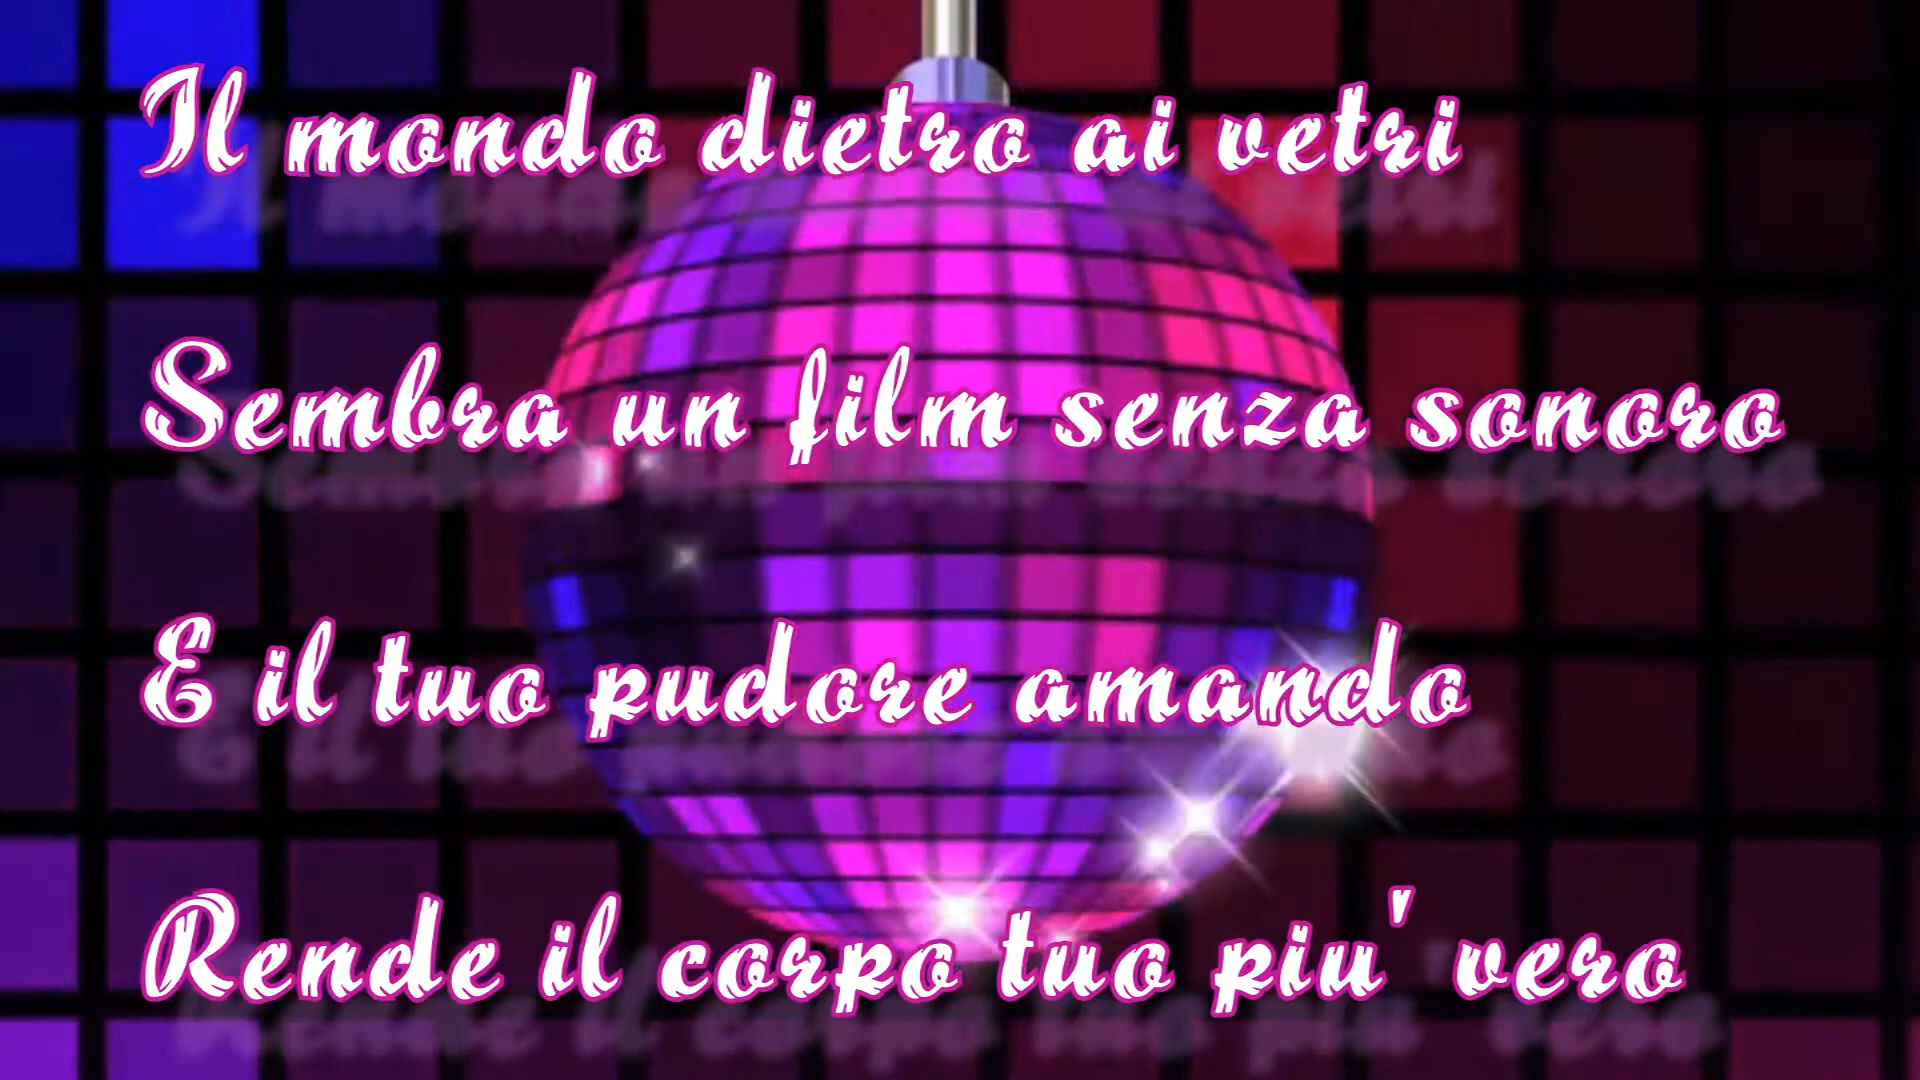 Il mondo dietro ai vetri
Sembra un film senza sonoro
E il tuo pudore amando
Rende il corpo tuo piu' vero